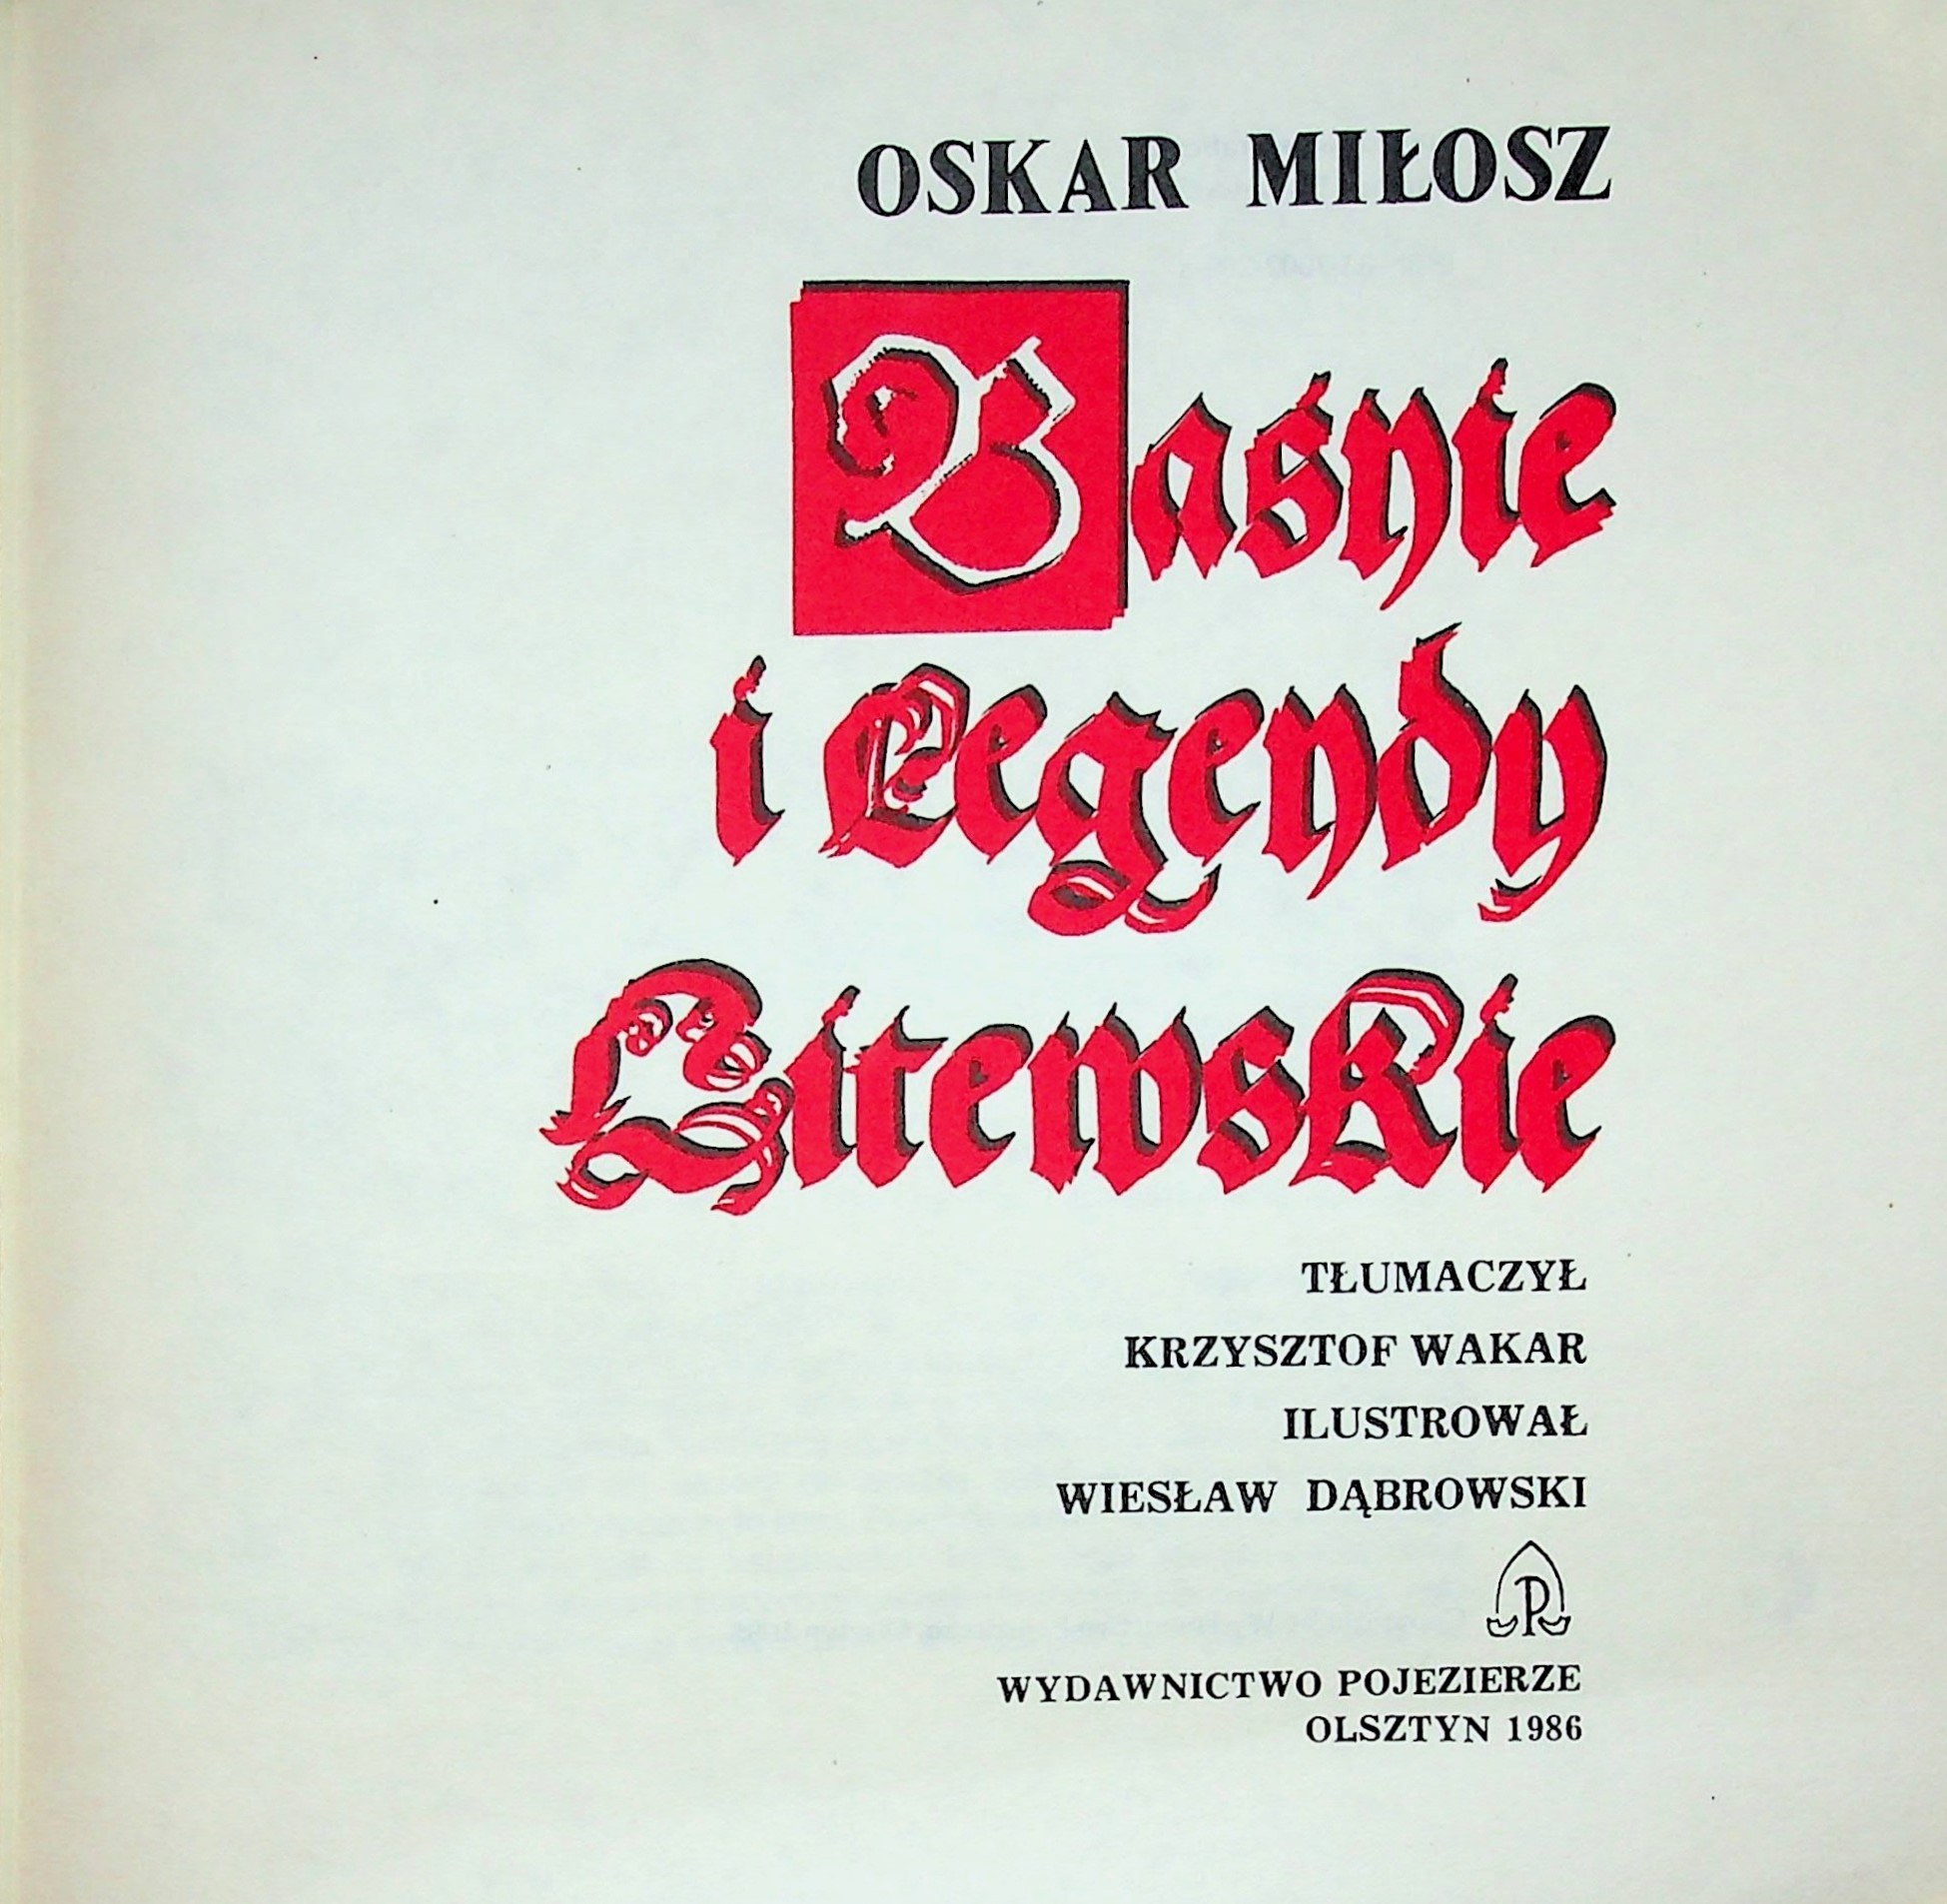 OSKAR MIŁOSZ
Baśnie
i Legendy
Litewskie
TŁUMACZYŁ
KRZYSZTOF WAKAR
ILUSTROWAŁ
WIESŁAW DĄBROWSKI
P
WYDAWNICTWO POJEZIERZE
OLSZTYN 1986